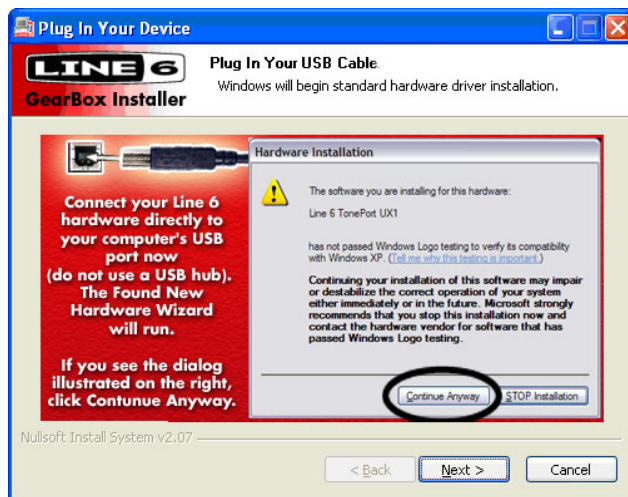 Plug In Your Device
LINE 6
GearBox Installer
Plug In Your USB Cable
Windows will begin standard hardware driver installation.
Connect your Line 6
hardware directly to
your computer's USB
port now
(do not use a USB hub).
The Found New
Hardware Wizard
will run.
If you see the dialog
illustrated on the right,
click Contunue Anyway.
Hardware Installation
The software you are installing for this hardware:
Line 6 TonePort UX1
has not passed Windows Logo testing to verify its compatibility
with Windows XP. (Tell me why this testing is important.)
Continuing your installation of this software may impair
or destabilize the correct operation of your system
either immediately or in the future. Microsoft strongly
recommends that you stop this installation now and
contact the hardware vendor for software that has
passed Windows Logo testing.
Continue Anyway
STOP Installation
Nullsoft Install System v2.07
< Back
Next >
Cancel